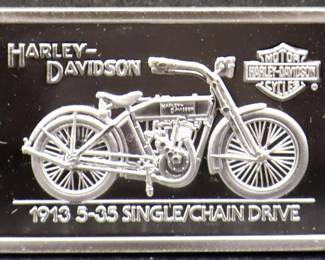 HARLEY-
DAVIDSON
MOTOR
HARLEY-DAVIDSON
CYCLES
®
HARLEY-
DAVIDSON
1913 5-35 SINGLE/CHAIN DRIVE